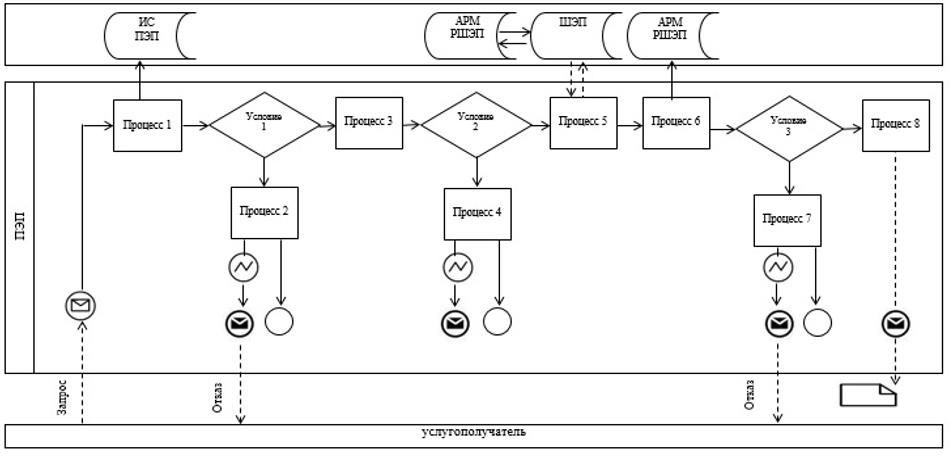 ИС
ПЭП
АРМ
РШЭП
ШЭП
АРМ
РШЭП
ПЭП
Процесс 1
Условие
1
Процесс 3
Условие
2
Процесс 5
Процесс 6
Условие
3
Процесс 8
Процесс 2
Процесс 4
Процесс 7
Запрос
Отказ
Отказ
услугополучатель